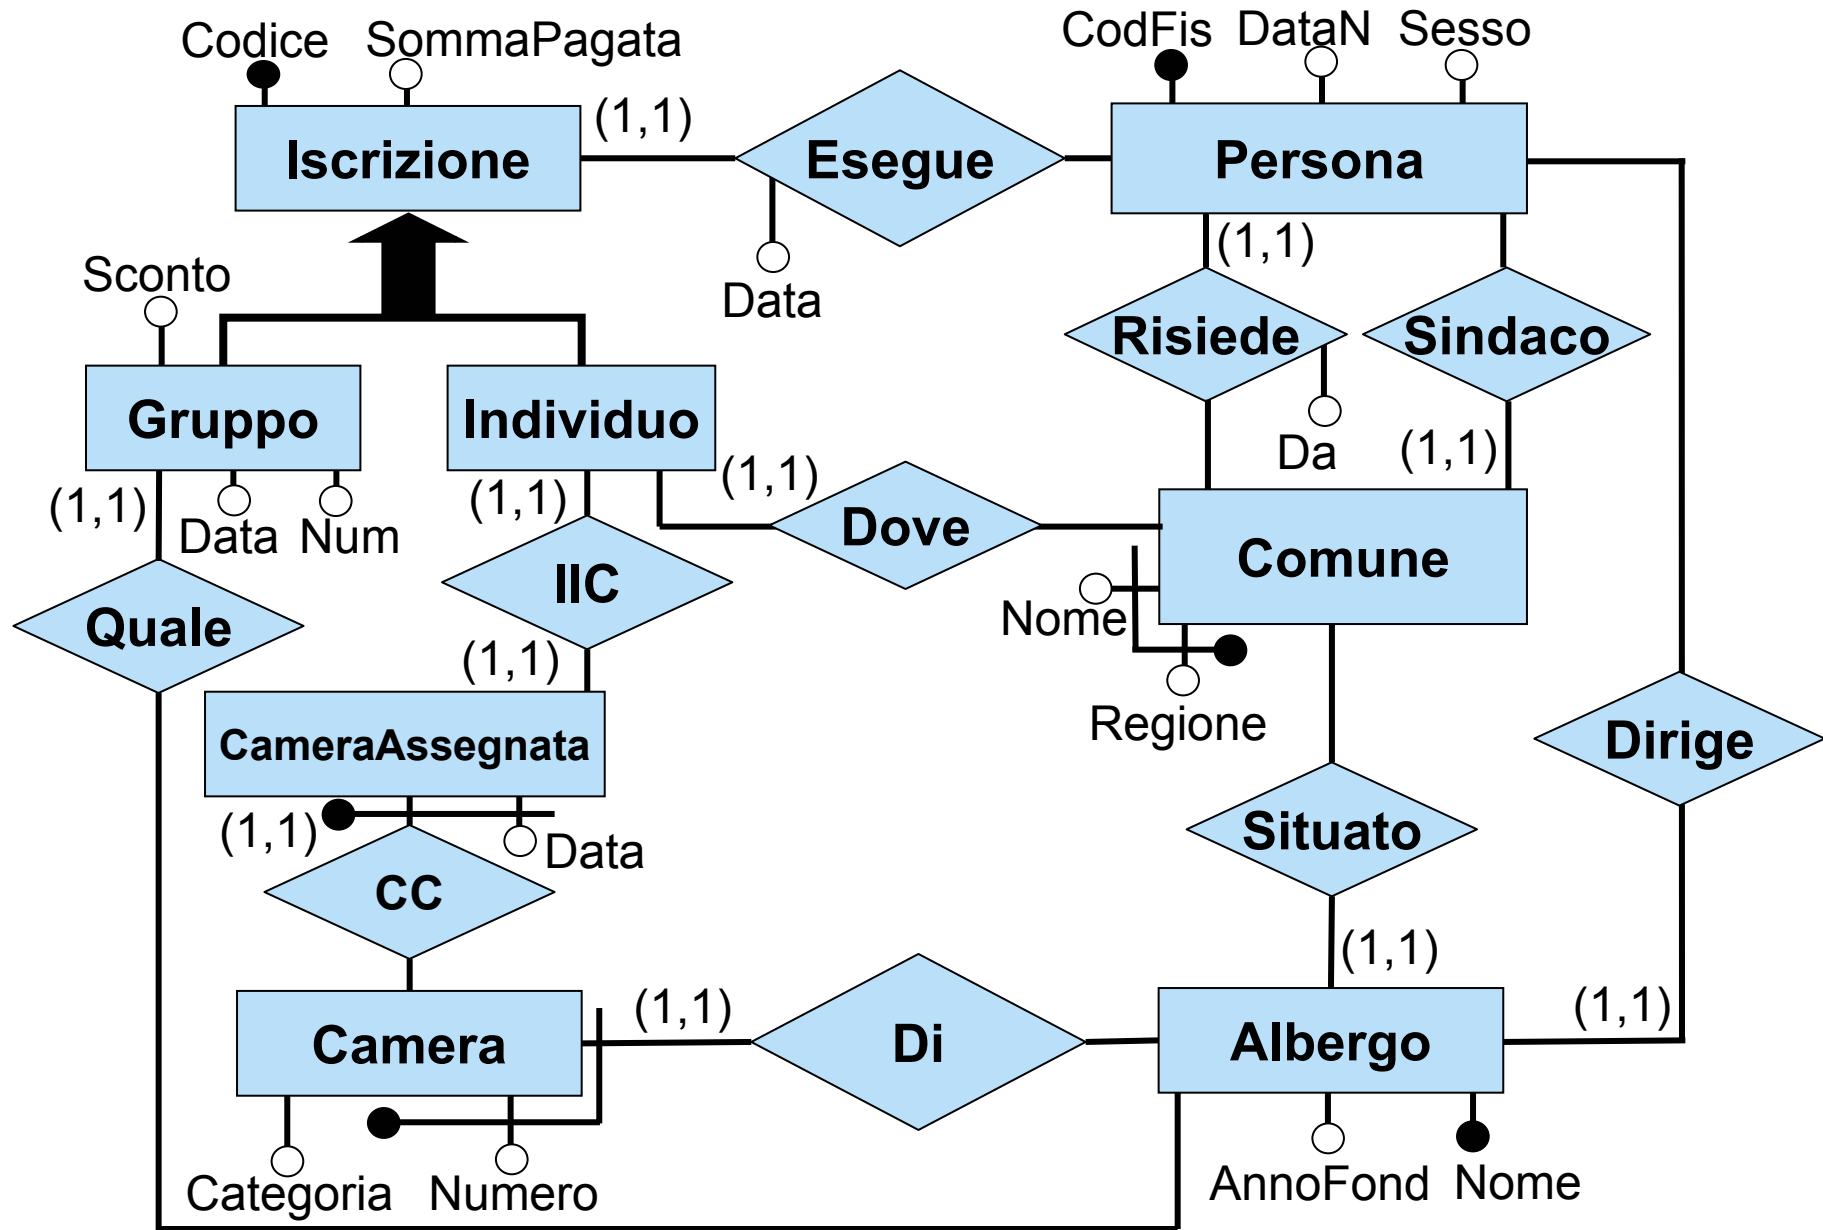 Codice SommaPagata CodFis DataN Sesso
(1,1)
Iscrizione Esegue Persona
Sconto Data (1,1)
Risiede Sindaco
Gruppo Individuo Da (1,1)
(1,1) Data Num (1,1) (1,1)
Dove Comune
Quale IIC Nome
(1,1) Regione
CameraAssegnata Dirige
(1,1) Data Situato
CC
(1,1) (1,1) (1,1)
Camera Di Albergo
Categoria Numero AnnoFond Nome